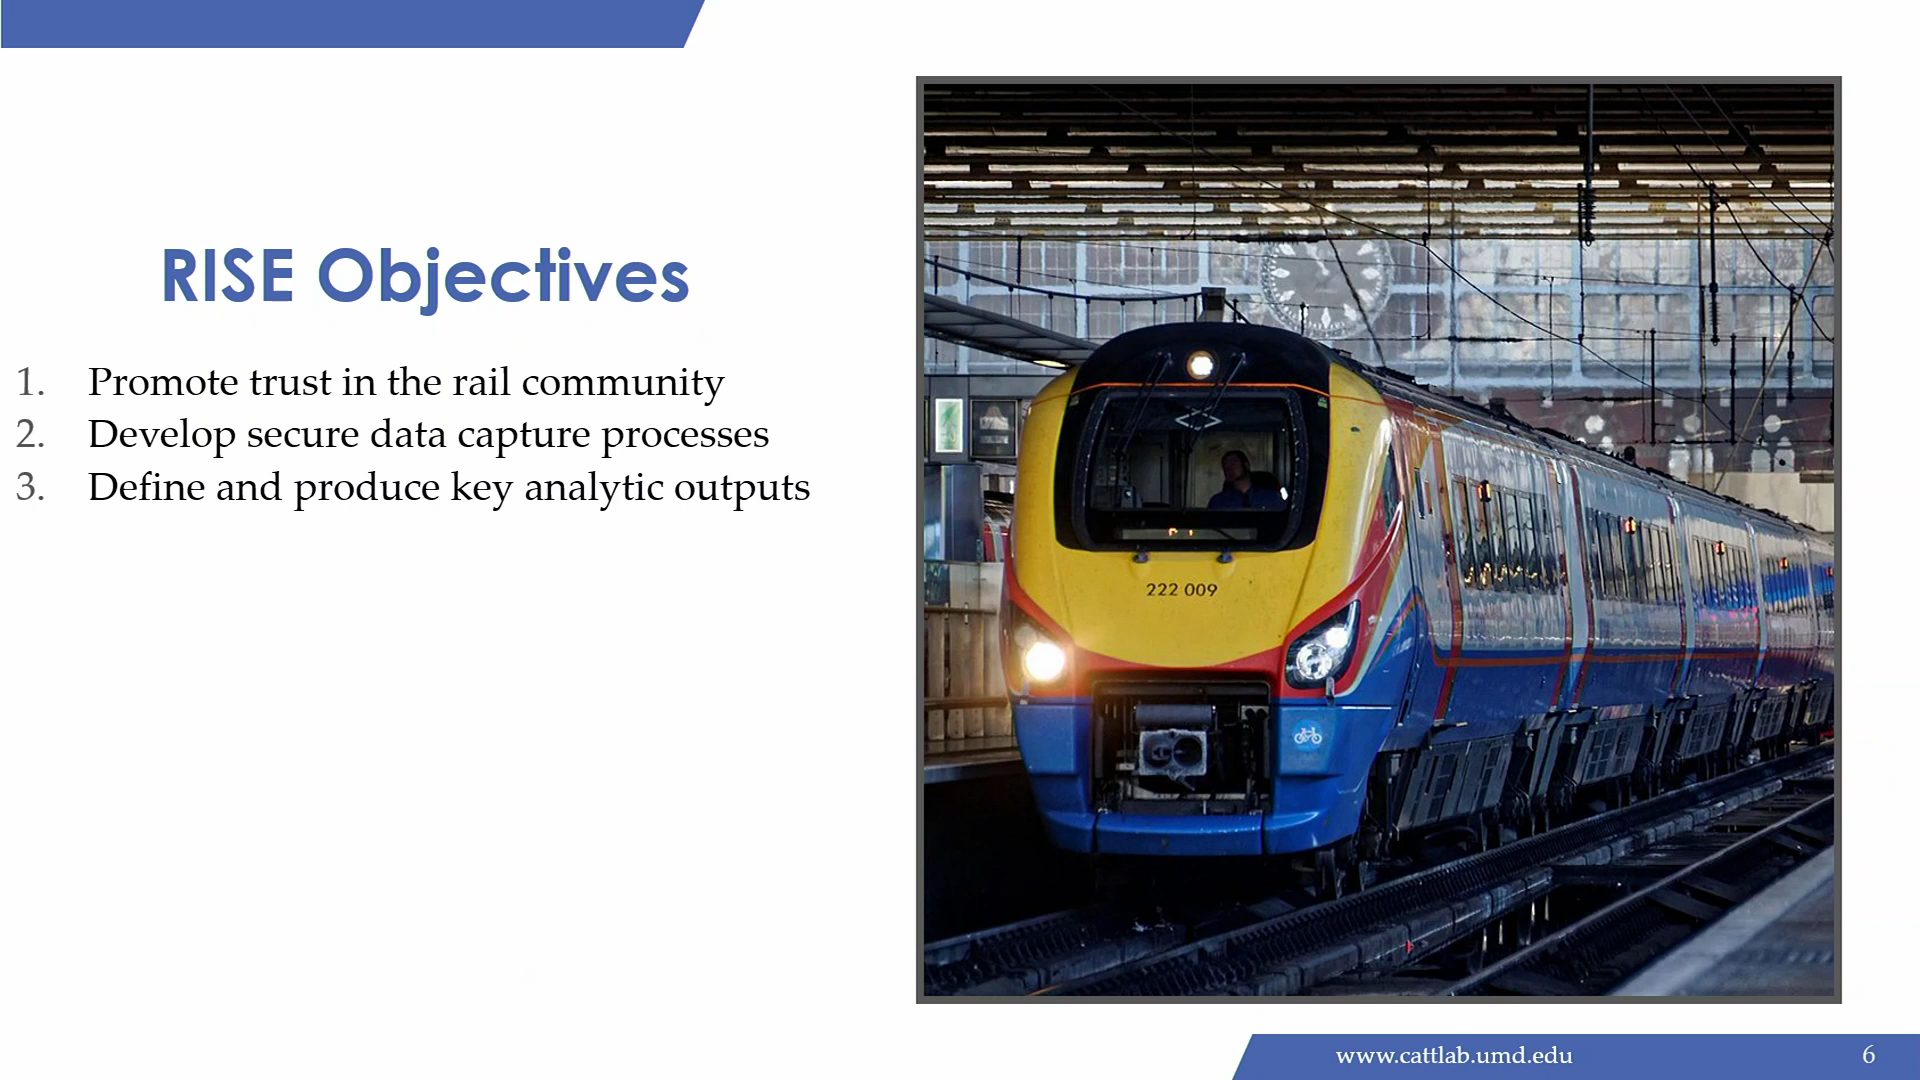 RISE Objectives
1. Promote trust in the rail community
2. Develop secure data capture processes
3. Define and produce key analytic outputs
222 009
www.cattlab.umd.edu
6